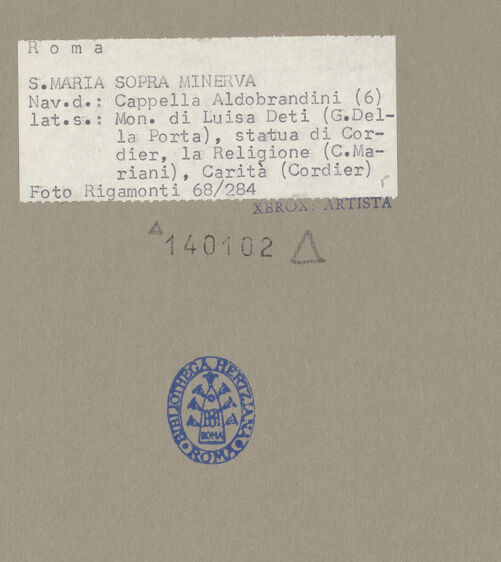 Roma
S.MARIA SOPRA MINERVA
Nav.d.: Cappella Aldobrandini (6)
lat.s.: Mon. di Luisa Deti (G.Del-
la Porta), statua di Cor-
dier, la Religione (C.Ma-
riani), Carità (Cordier)
Foto Rigamonti 68/284
XEROX: ARTISTA
140102
BIBLIOTHECA HERTZIANA
ROMA
ROMA